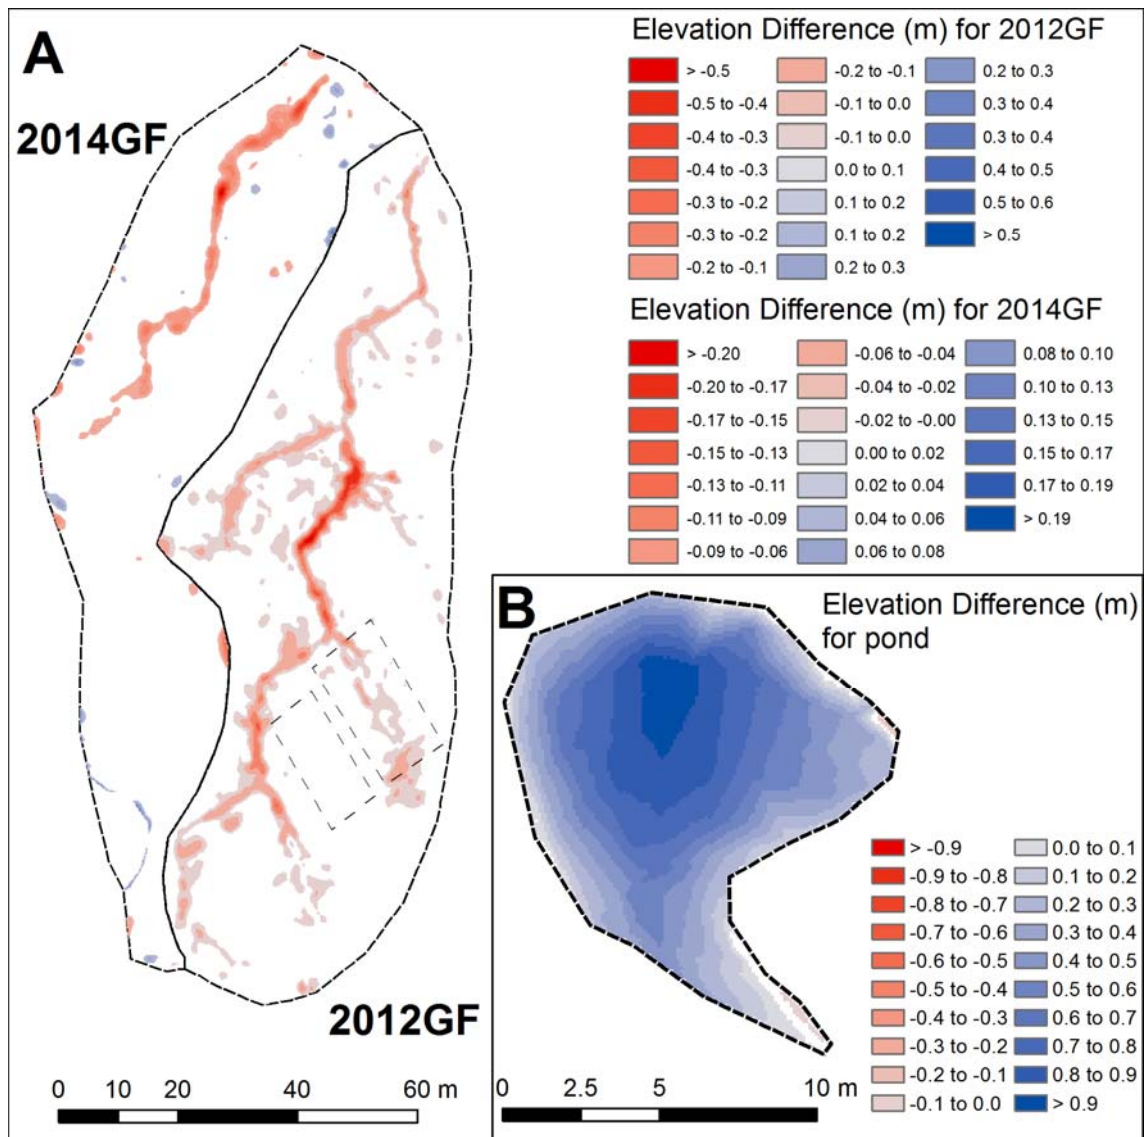 A
2014GF
2012GF
0 10 20 40 60 m
Elevation Difference (m) for 2012GF
> -0.5
-0.5 to -0.4
-0.4 to -0.3
-0.4 to -0.3
-0.3 to -0.2
-0.3 to -0.2
-0.2 to -0.1
-0.2 to -0.1
-0.1 to 0.0
-0.1 to 0.0
0.0 to 0.1
0.1 to 0.2
0.1 to 0.2
0.2 to 0.3
0.2 to 0.3
0.3 to 0.4
0.3 to 0.4
0.4 to 0.5
0.5 to 0.6
> 0.5
Elevation Difference (m) for 2014GF
> -0.20
-0.20 to -0.17
-0.17 to -0.15
-0.15 to -0.13
-0.13 to -0.11
-0.11 to -0.09
-0.09 to -0.06
-0.06 to -0.04
-0.04 to -0.02
-0.02 to -0.00
0.00 to 0.02
0.02 to 0.04
0.04 to 0.06
0.06 to 0.08
0.08 to 0.10
0.10 to 0.13
0.13 to 0.15
0.15 to 0.17
0.17 to 0.19
> 0.19
B
Elevation Difference (m)
for pond
> -0.9
-0.9 to -0.8
-0.8 to -0.7
-0.7 to -0.6
-0.6 to -0.5
-0.5 to -0.4
-0.4 to -0.3
-0.3 to -0.2
-0.2 to -0.1
-0.1 to 0.0
0.0 to 0.1
0.1 to 0.2
0.2 to 0.3
0.3 to 0.4
0.4 to 0.5
0.5 to 0.6
0.6 to 0.7
0.7 to 0.8
0.8 to 0.9
> 0.9
0 2.5 5 10 m